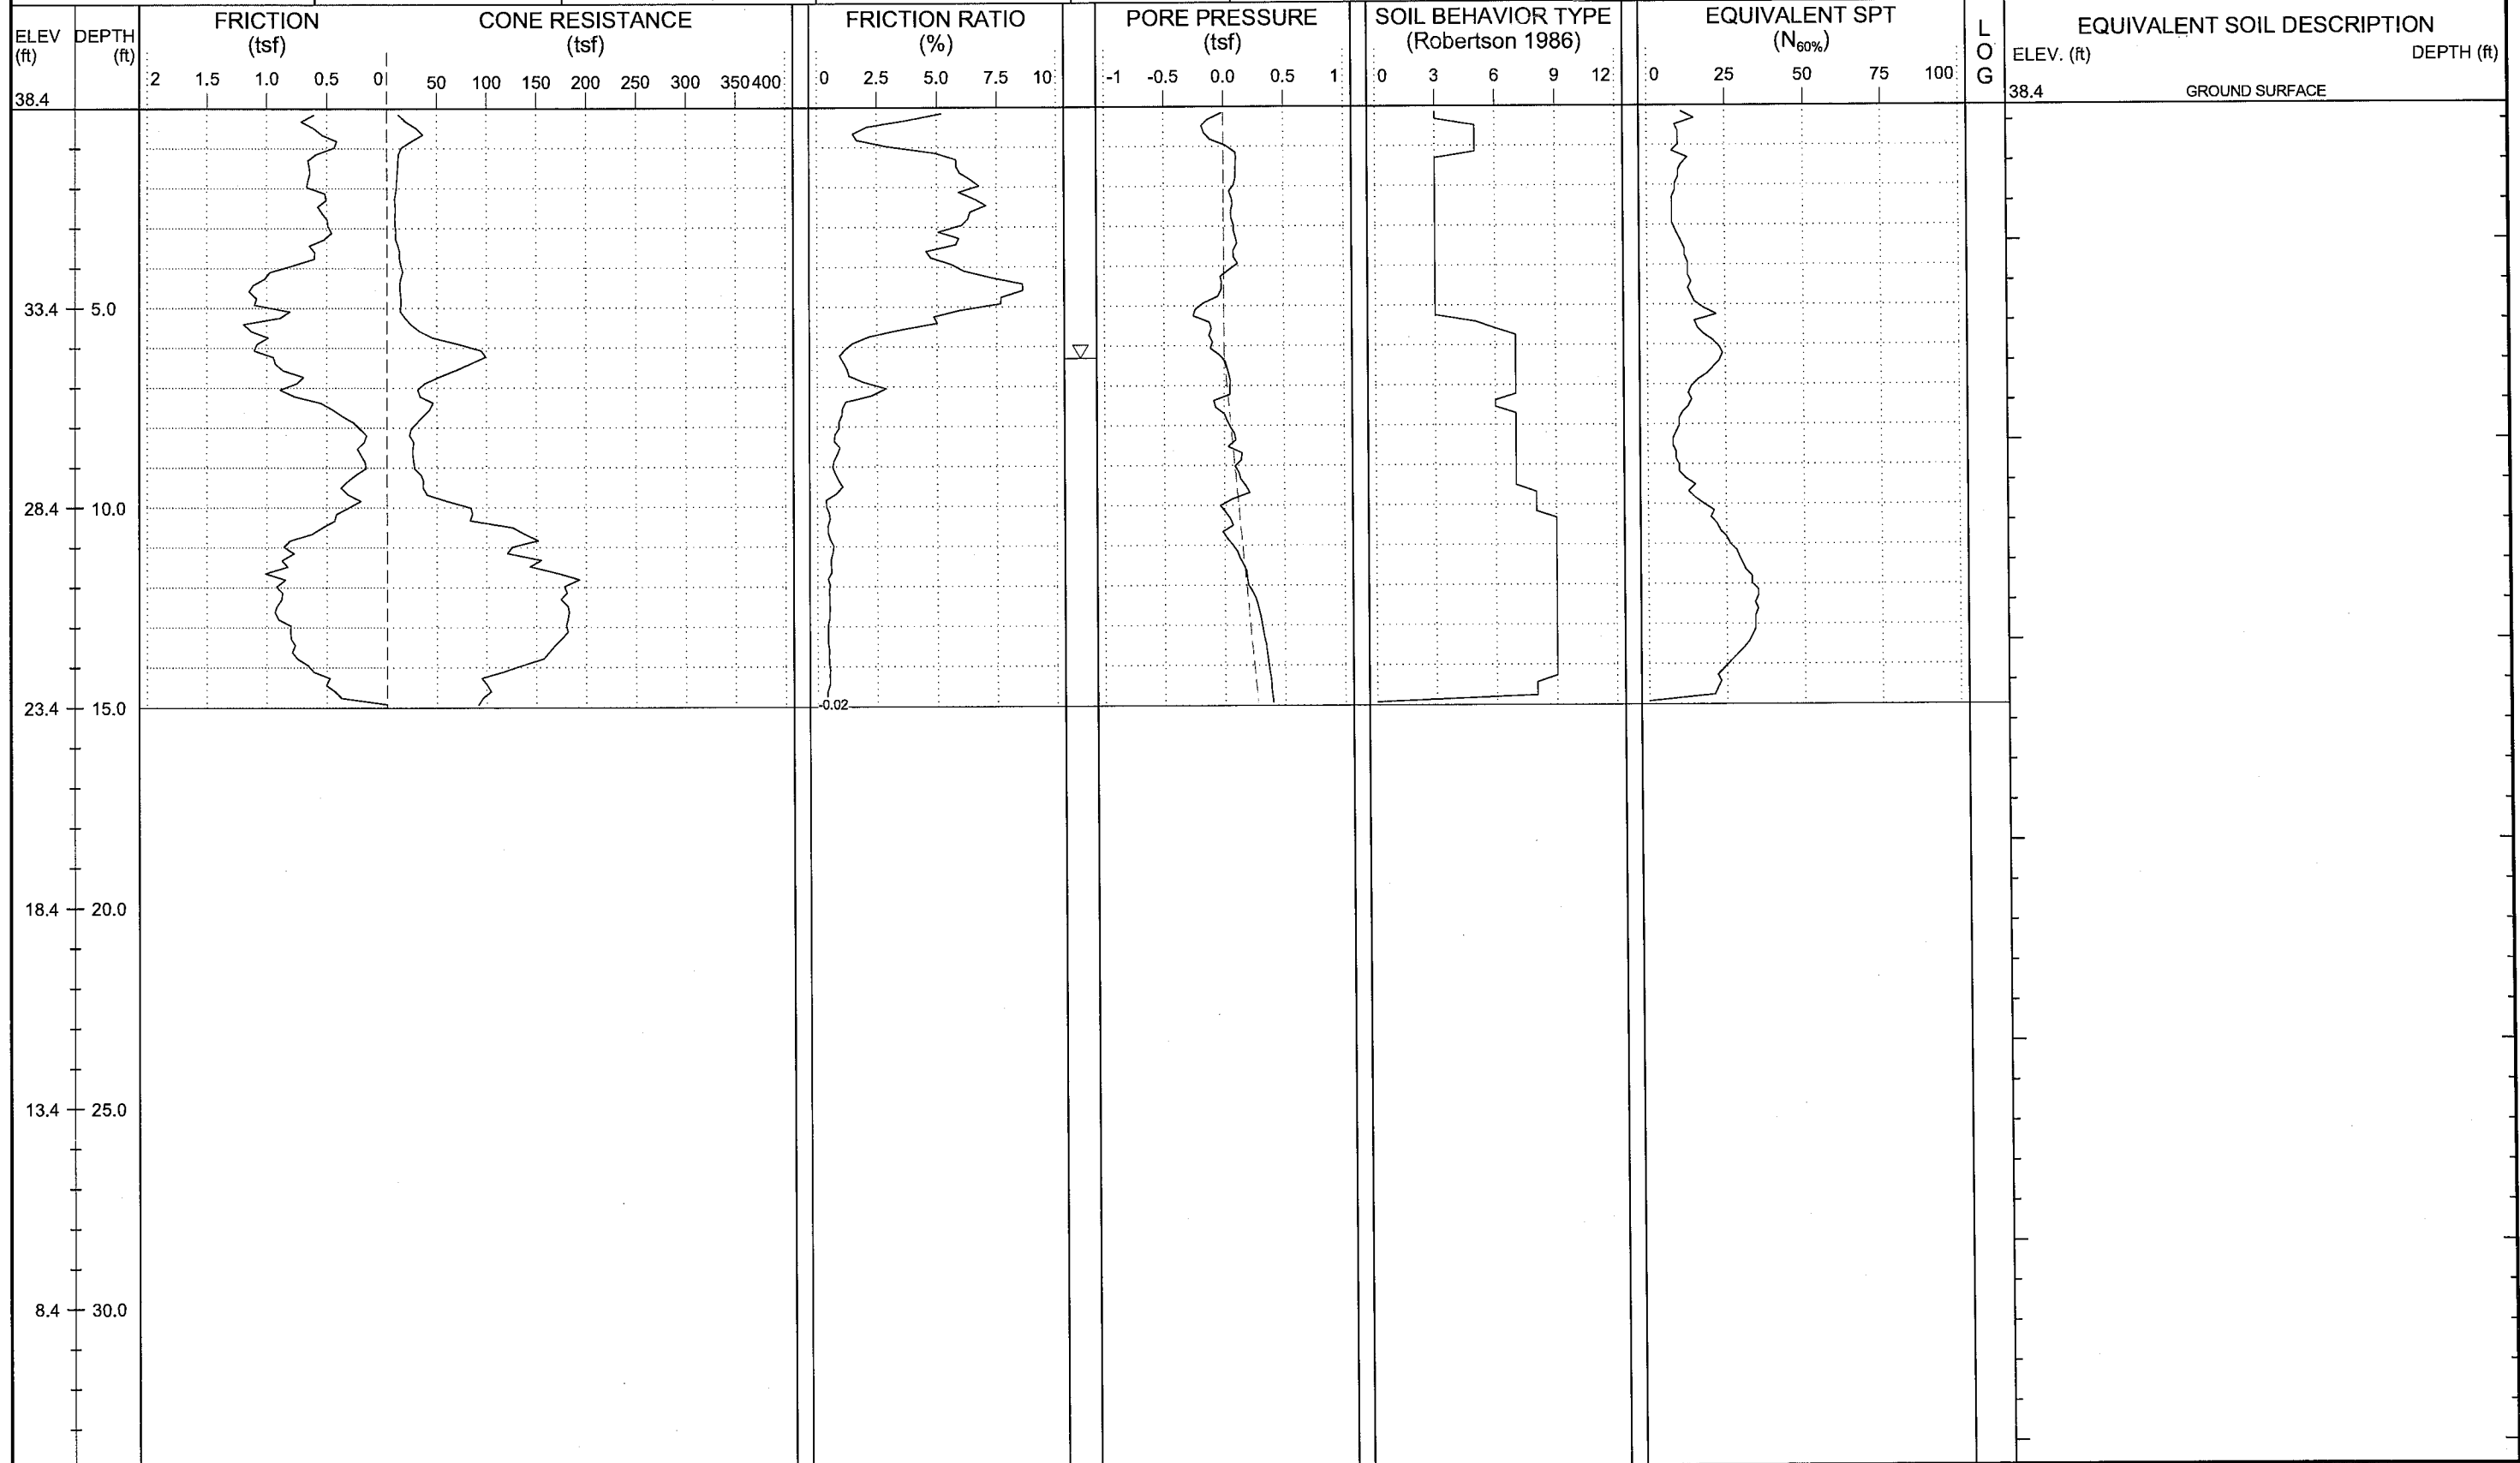 ELEV
(ft)
DEPTH
(ft)
38.4
FRICTION
(tsf)
2 1.5 1.0 0.5 0
CONE RESISTANCE
(tsf)
50 100 150 200 250 300 350 400
FRICTION RATIO
(%)
0 2.5 5.0 7.5 10
PORE PRESSURE
(tsf)
-1 -0.5 0.0 0.5 1
SOIL BEHAVIOR TYPE
(Robertson 1986)
0 3 6 9 12
EQUIVALENT SPT
(N60%)
0 25 50 75 100
L
O
G
EQUIVALENT SOIL DESCRIPTION
ELEV. (ft) DEPTH (ft)
38.4 GROUND SURFACE
33.4 5.0
28.4 10.0
23.4 15.0
-0.02
18.4 20.0
13.4 25.0
8.4 30.0